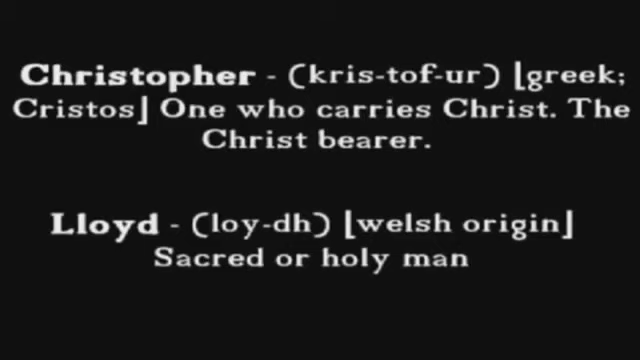 Christopher - (kris-tof-ur) [greek;
Cristos] One who carries Christ. The
Christ bearer.
Lloyd - (loy-dh) [welsh origin]
Sacred or holy man